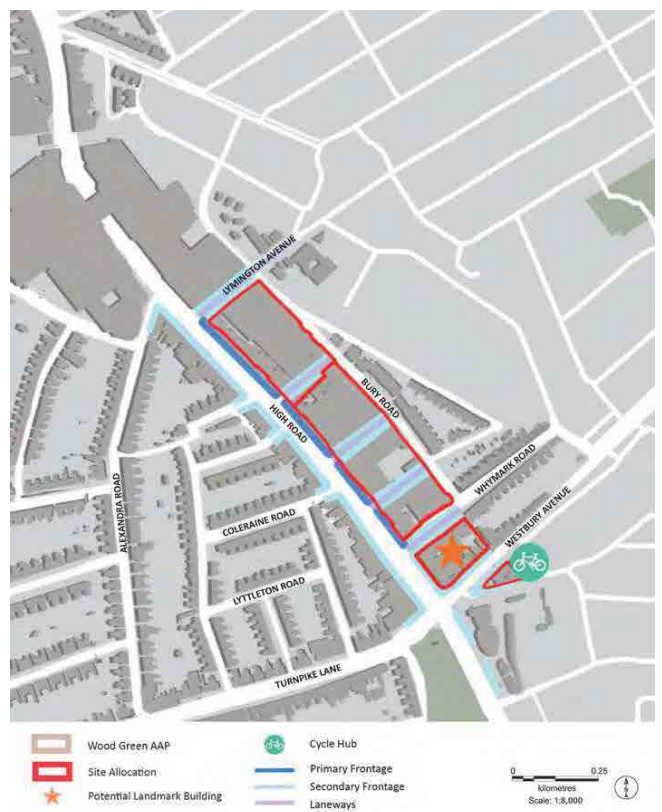 LYMINGTON AVENUE
BURY ROAD
HIGH ROAD
WHYMARK ROAD
WESTBURY AVENUE
ALEXANDRA ROAD
COLERAINE ROAD
LYTTLETON ROAD
TURNPIKE LANE
Wood Green AAP
Site Allocation
Potential Landmark Building
Cycle Hub
Primary Frontage
Secondary Frontage
Laneways
0 0.25
kilometres
Scale: 1:8,000